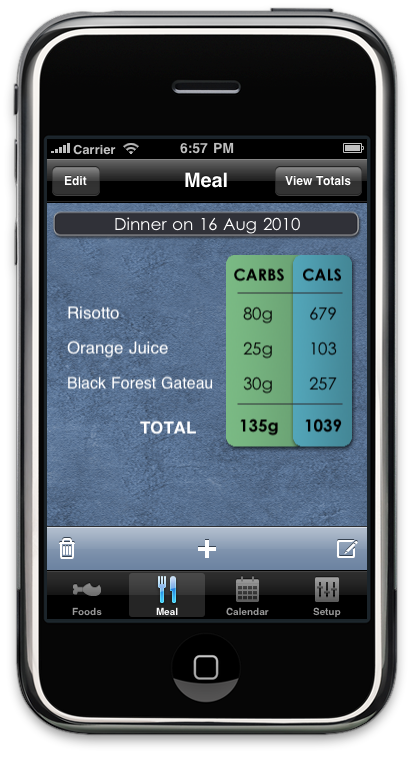 Carrier 6:57 PM
Edit Meal View Totals
Dinner on 16 Aug 2010
CARBS CALS
Risotto 80g 679
Orange Juice 25g 103
Black Forest Gateau 30g 257
TOTAL 135g 1039
Foods Meal Calendar Setup